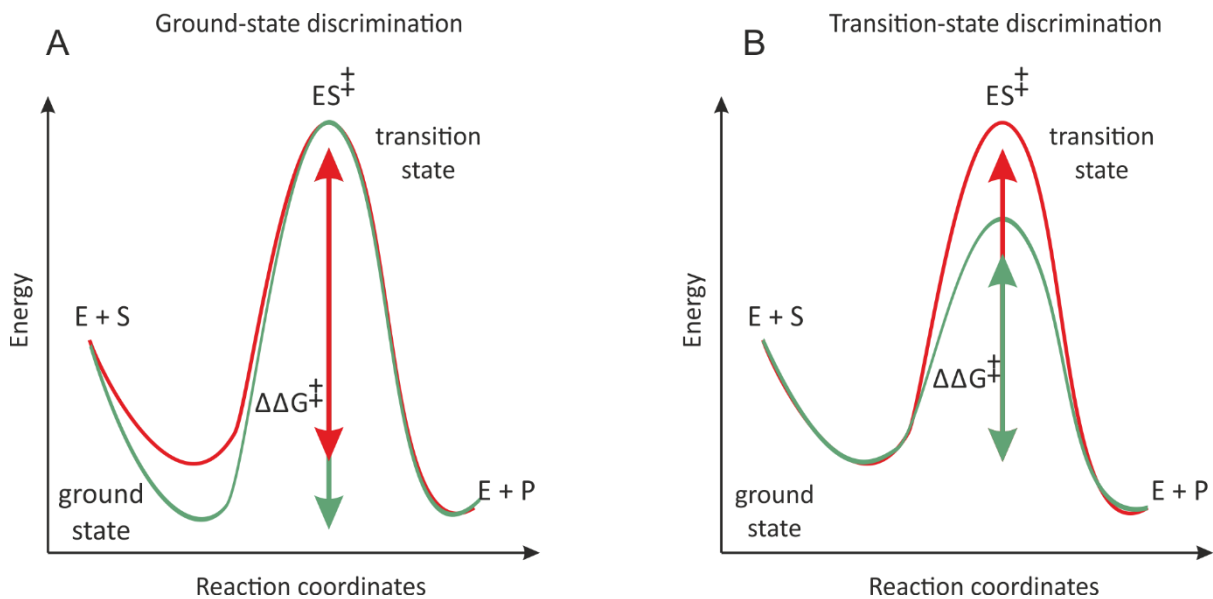 Ground-state discrimination
A
ES‡
transition
state
Energy
E + S
ΔΔG‡
ground
state
E + P
Reaction coordinates
Transition-state discrimination
B
ES‡
transition
state
Energy
E + S
ΔΔG‡
ground
state
E + P
Reaction coordinates